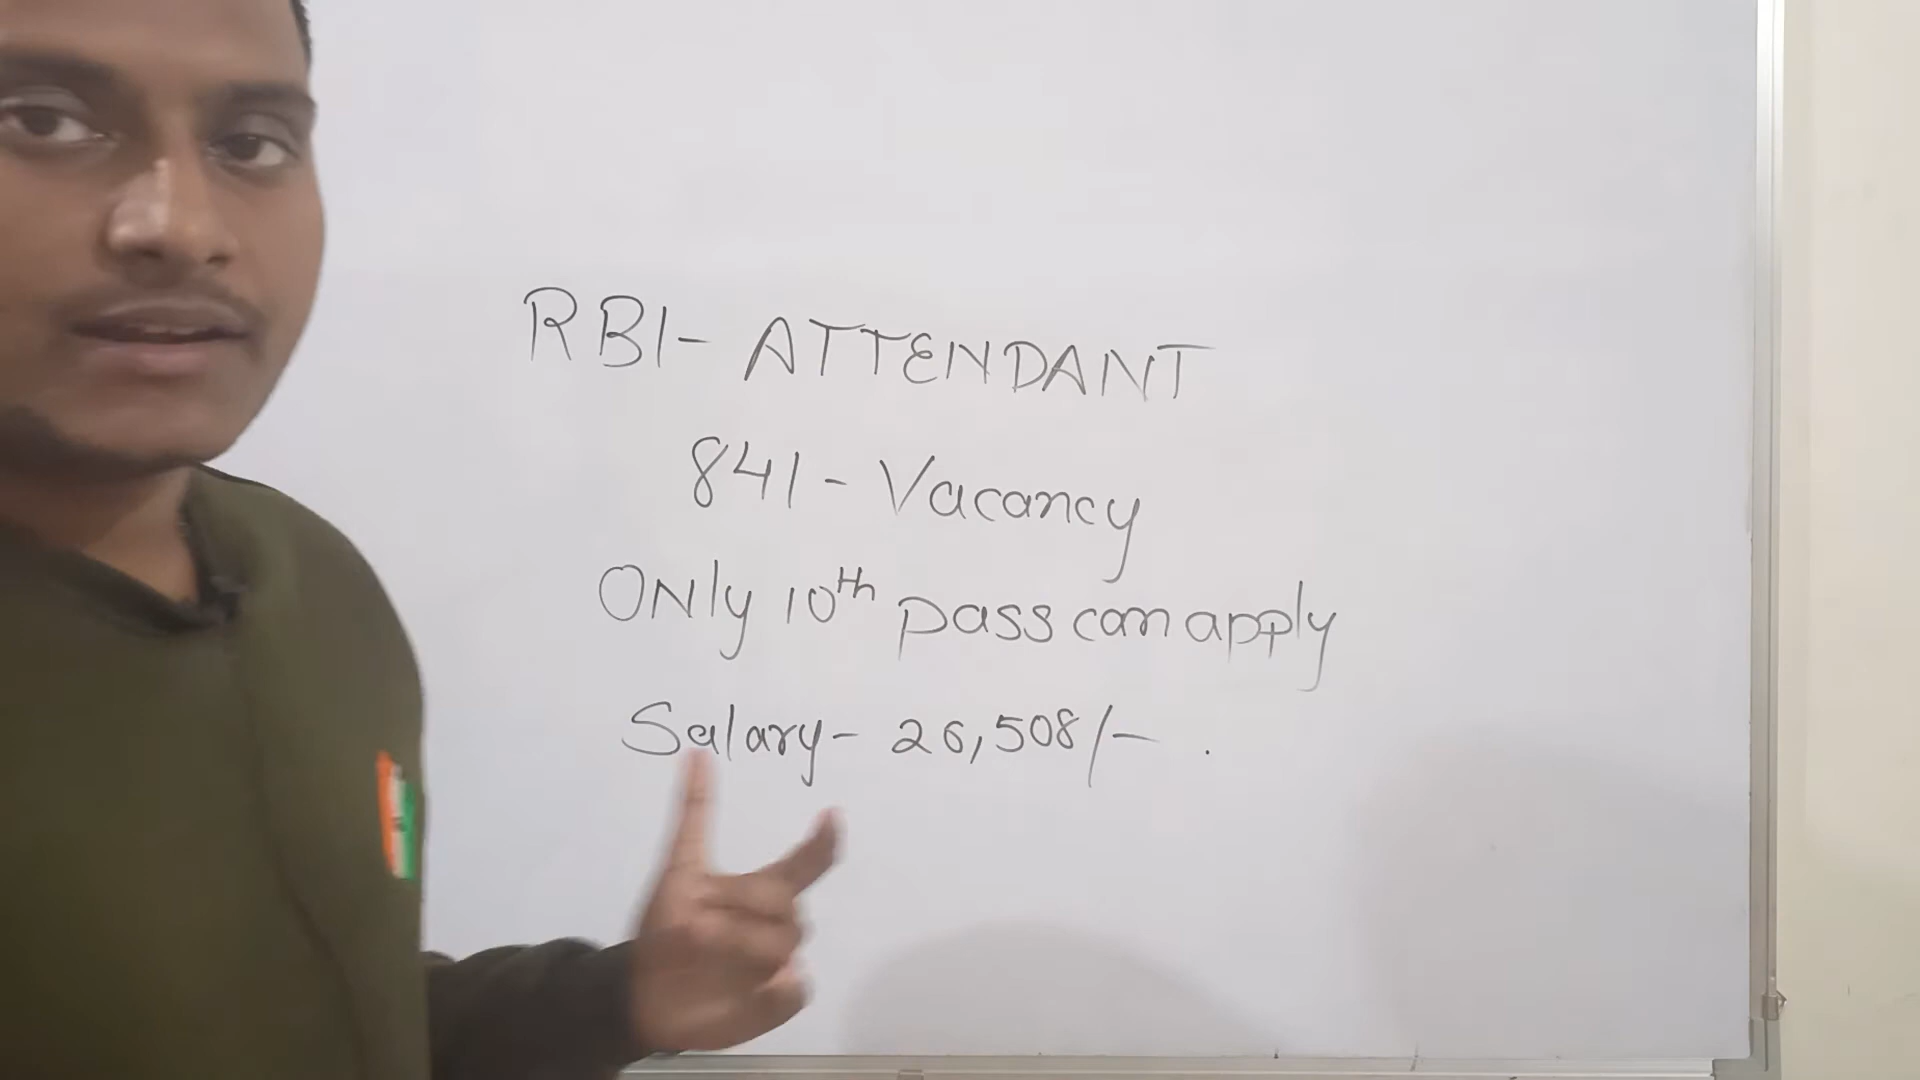 RBI- ATTENDANT
841- Vacancy
ONly 10th pass can apply
Salary- 26,508/- .